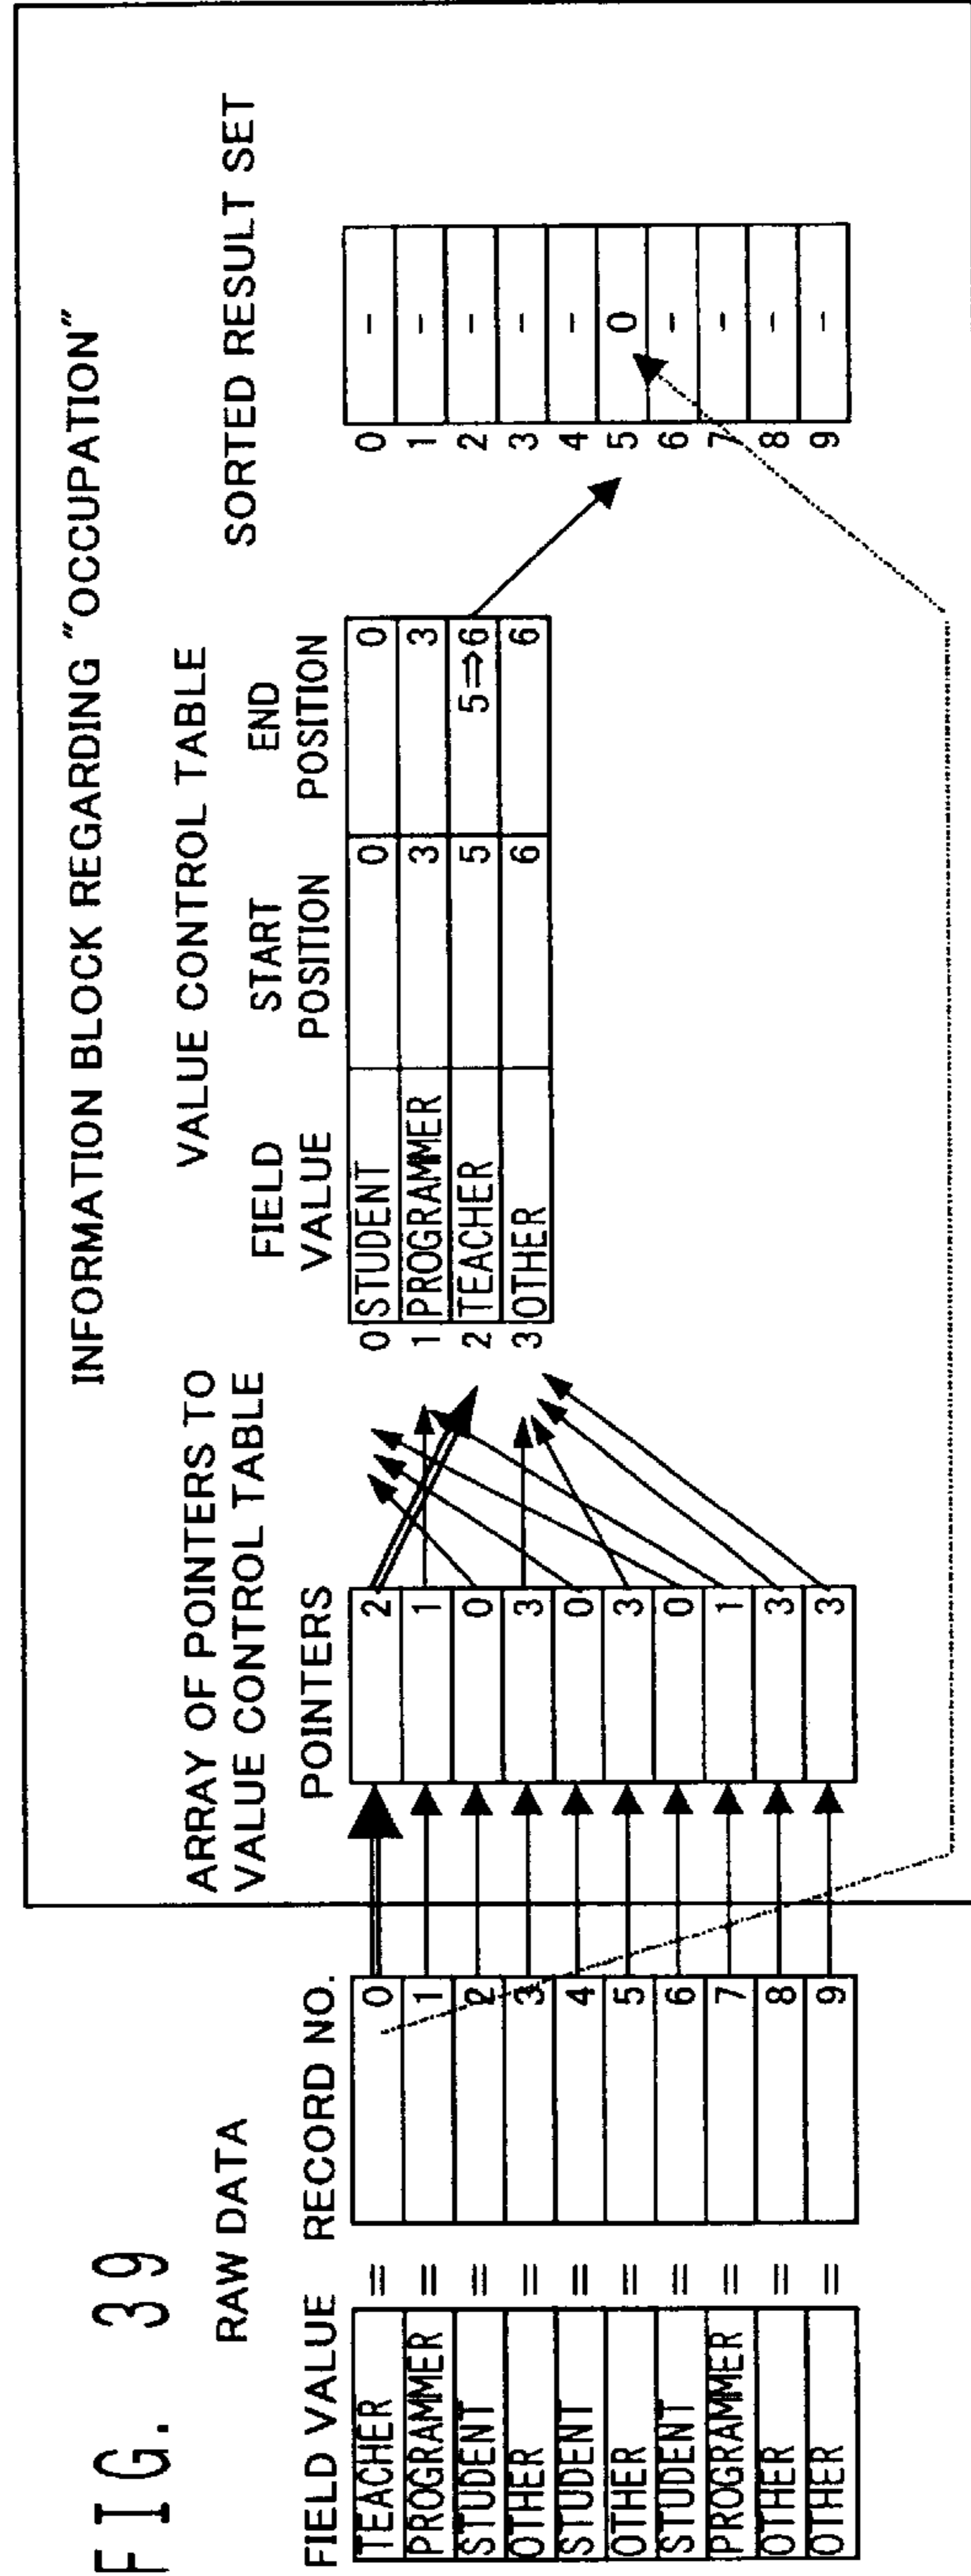 FIG. 39
INFORMATION BLOCK REGARDING "OCCUPATION"
RAW DATA
ARRAY OF POINTERS TO
VALUE CONTROL TABLE
VALUE CONTROL TABLE
SORTED RESULT SET
FIELD VALUE RECORD NO. POINTERS
FIELD VALUE
START POSITION
END POSITION
TEACHER = 0 2
PROGRAMMER = 1 1
STUDENT = 2 0
OTHER = 3 3
STUDENT = 4 0
OTHER = 5 3
STUDENT = 6 0
PROGRAMMER = 7 1
OTHER = 8 3
OTHER = 9 3
0 STUDENT 0 0
1 PROGRAMMER 3 3
2 TEACHER 5 5⇒6
3 OTHER 6 6
0 -
1 -
2 -
3 -
4 -
5 0
6 -
7 -
8 -
9 -